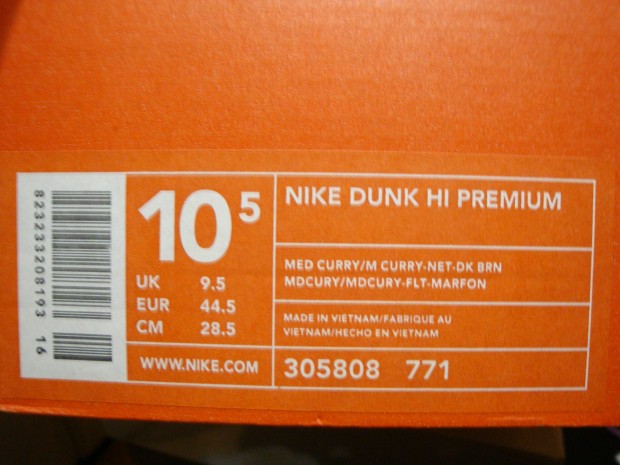 823233208193 16
10 5
UK 9.5
EUR 44.5
CM 28.5
WWW.NIKE.COM
NIKE DUNK HI PREMIUM
MED CURRY/M CURRY-NET-DK BRN
MDCURY/MDCURY-FLT-MARFON
MADE IN VIETNAM/FABRIQUE AU
VIETNAM/HECHO EN VIETNAM
305808 771